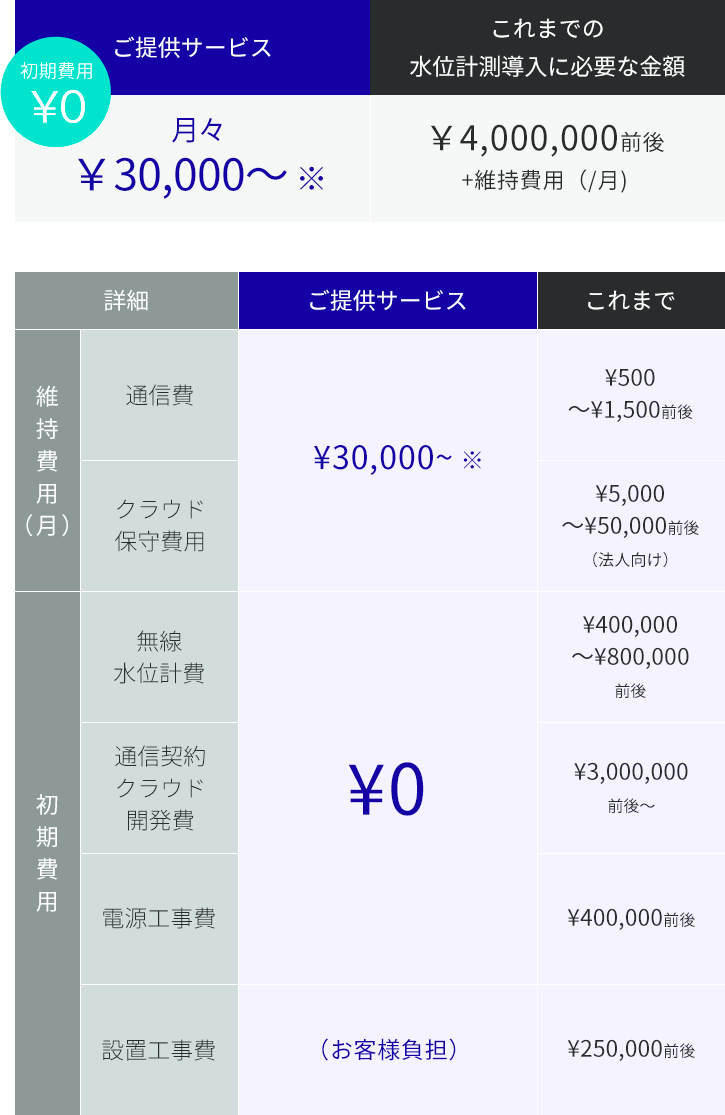 初期費用
¥0
ご提供サービス
これまでの
水位計測導入に必要な金額
月々
￥30,000〜 ※
￥4,000,000前後
+維持費用（/月)
詳細
ご提供サービス
これまで
維持費用（月）
通信費
¥30,000~ ※
¥500
〜¥1,500前後
クラウド
保守費用
¥5,000
〜¥50,000前後
（法人向け）
初期費用
無線
水位計費
¥0
¥400,000
〜¥800,000
前後
通信契約
クラウド
開発費
¥3,000,000
前後〜
電源工事費
¥400,000前後
設置工事費
（お客様負担）
¥250,000前後